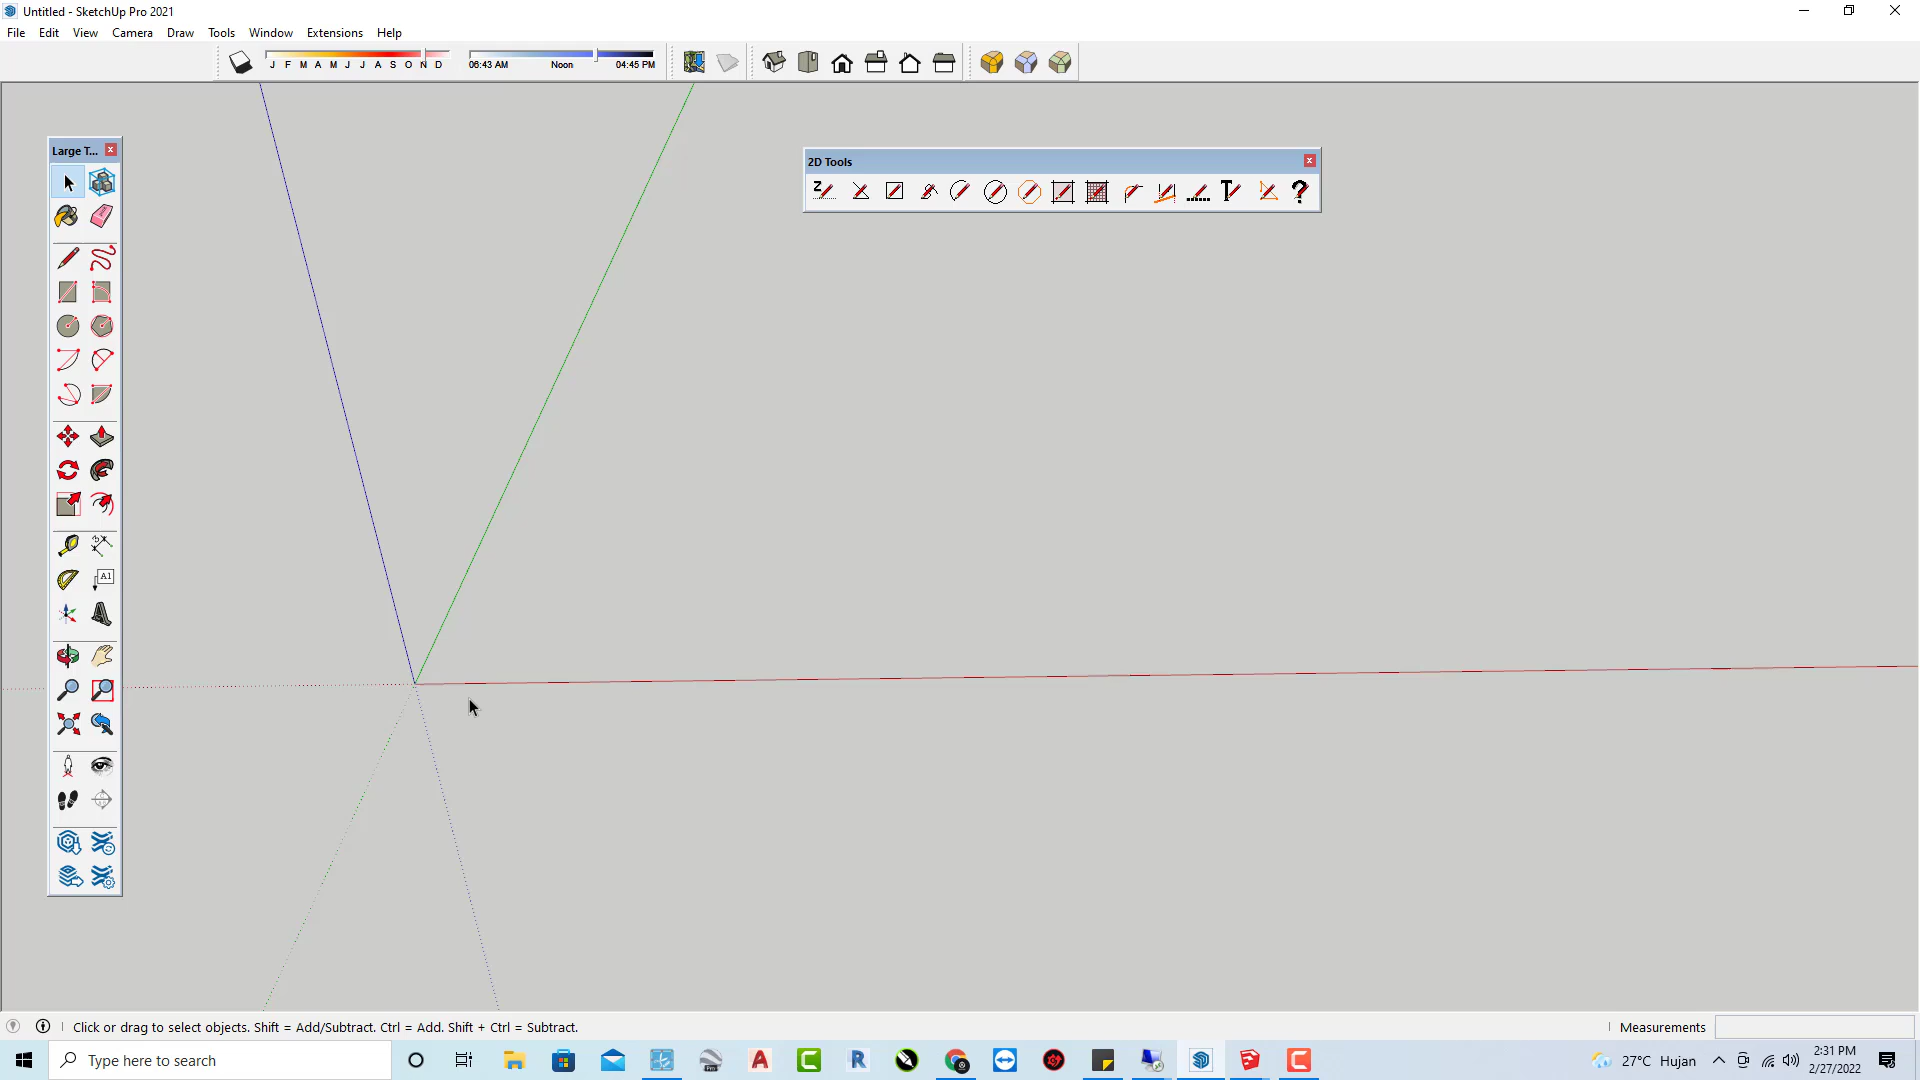 Untitled - SketchUp Pro 2021
File Edit View Camera Draw Tools Window Extensions Help
J F M A M J J A S O N D
06:43 AM Noon 04:45 PM
Large T...
2D Tools
A1
Click or drag to select objects. Shift = Add/Subtract. Ctrl = Add. Shift + Ctrl = Subtract.
Measurements
Type here to search
27°C Hujan
2:31 PM
2/27/2022